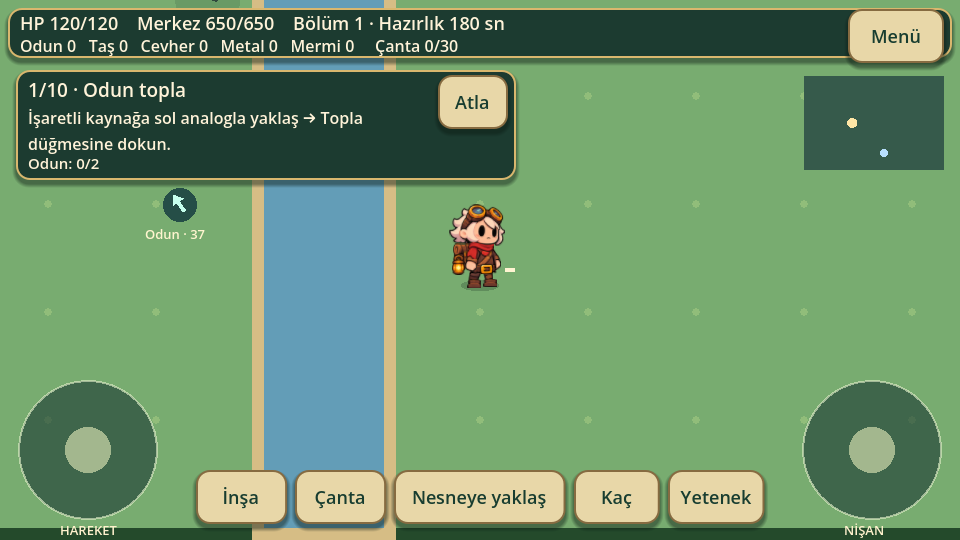 HP 120/120 Merkez 650/650 Bölüm 1 · Hazırlık 180 sn
Odun 0 Taş 0 Cevher 0 Metal 0 Mermi 0 Çanta 0/30
Menü
1/10 · Odun topla
Atla
İşaretli kaynağa sol analogla yaklaş → Topla
düğmesine dokun.
Odun: 0/2
Odun · 37
İnşa
Çanta
Nesneye yaklaş
Kaç
Yetenek
HAREKET
NİŞAN